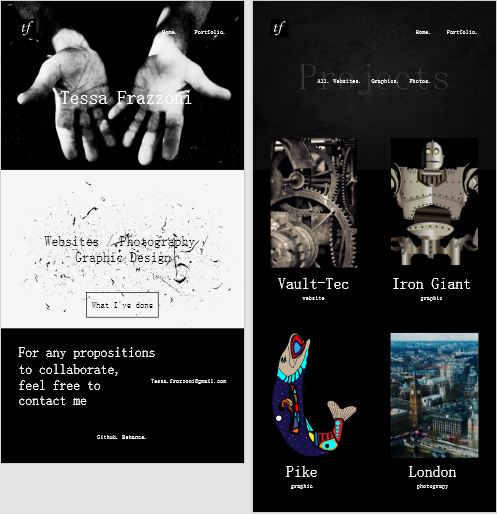 tf
Home. Portfolio.
Tessa Frazzoni
Websites / Photography /
Graphic Design
What I've done
For any propositions
to collaborate,
feel free to
contact me
Tessa.frazzoni@gmail.com
Github. Behance.
tf
Home. Portfolio.
Projects
All. Websites. Graphics. Photos.
Vault-Tec
website
Iron Giant
graphic
Pike
graphic
London
photograpy